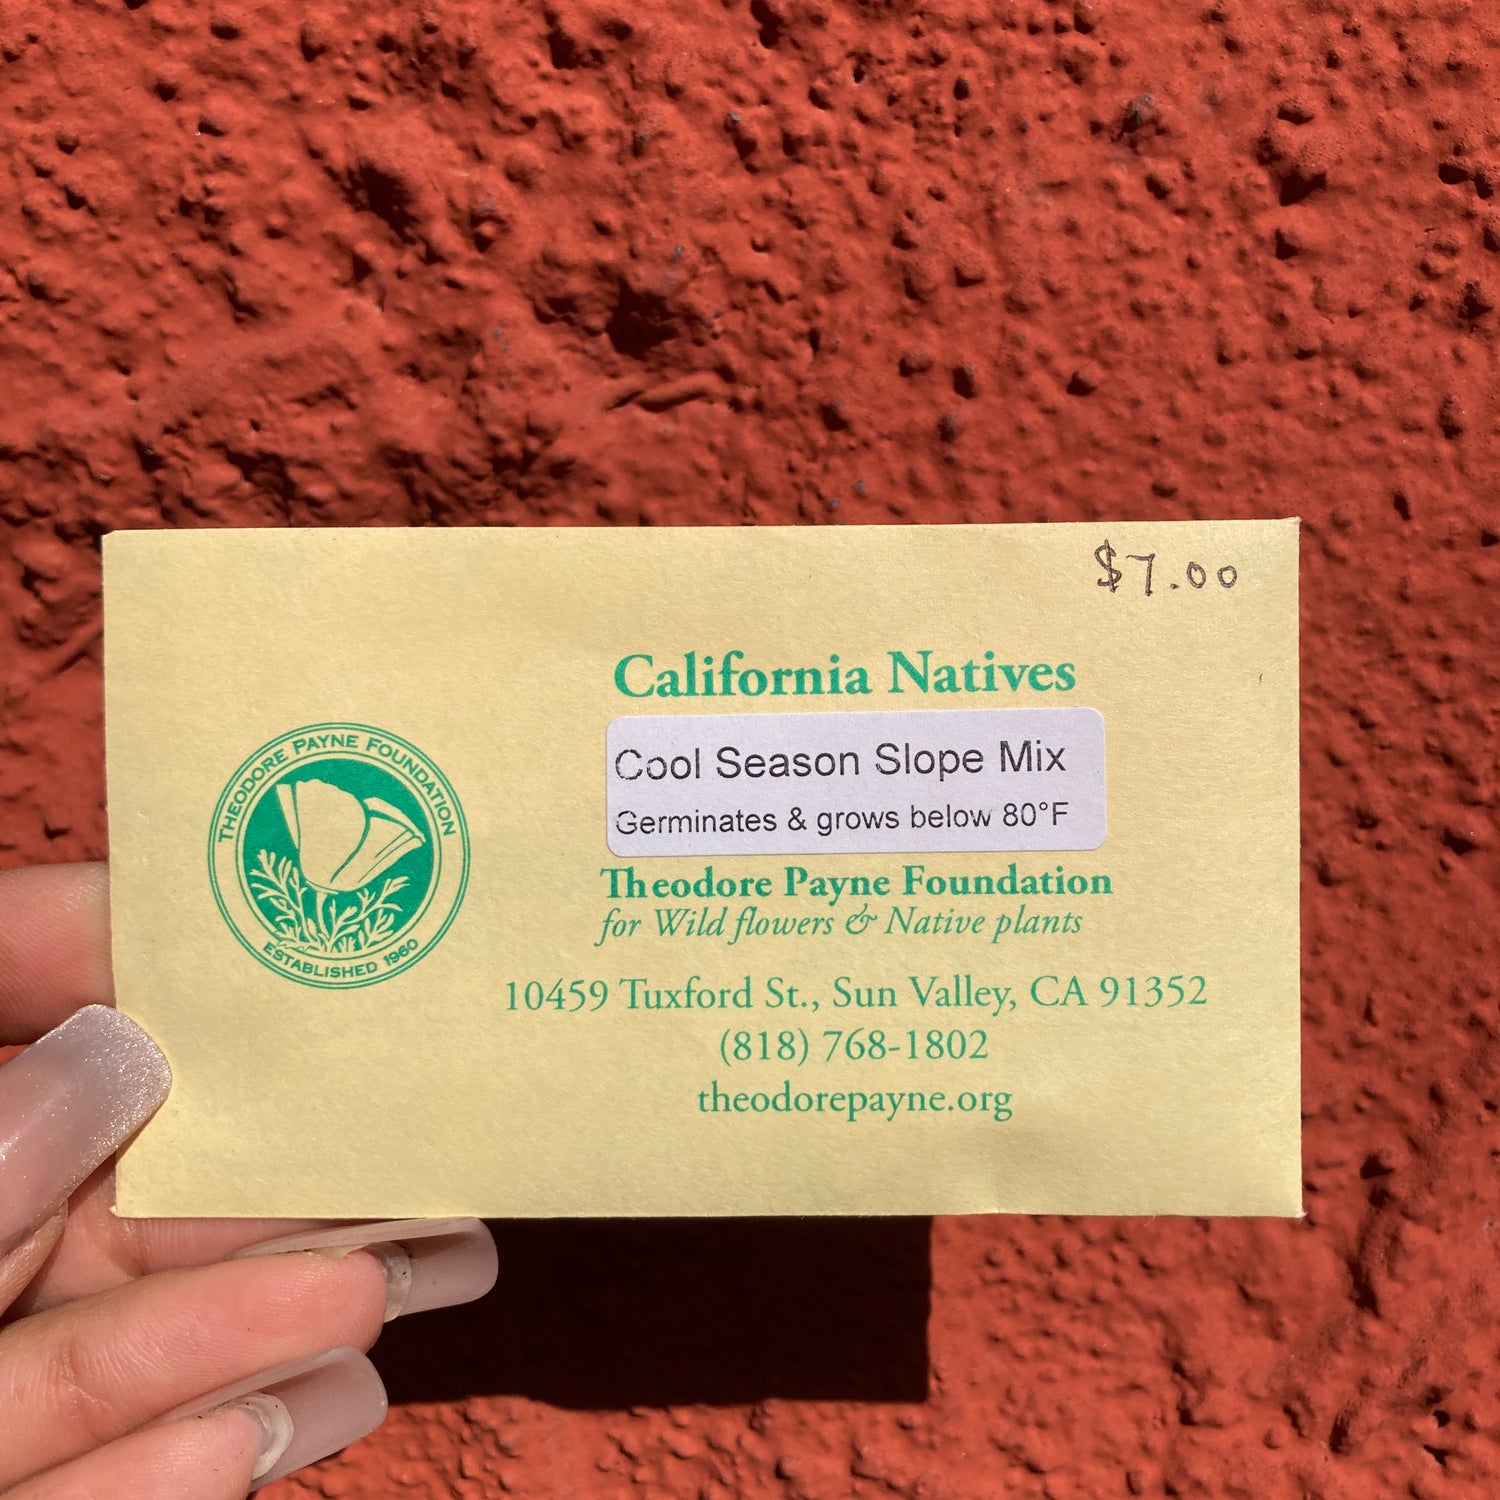 $7.00
California Natives
Cool Season Slope Mix
Germinates & grows below 80°F
Theodore Payne Foundation
for Wild flowers & Native plants
10459 Tuxford St., Sun Valley, CA 91352
(818) 768-1802
theodorepayne.org
THEODORE PAYNE FOUNDATION
ESTABLISHED 1960